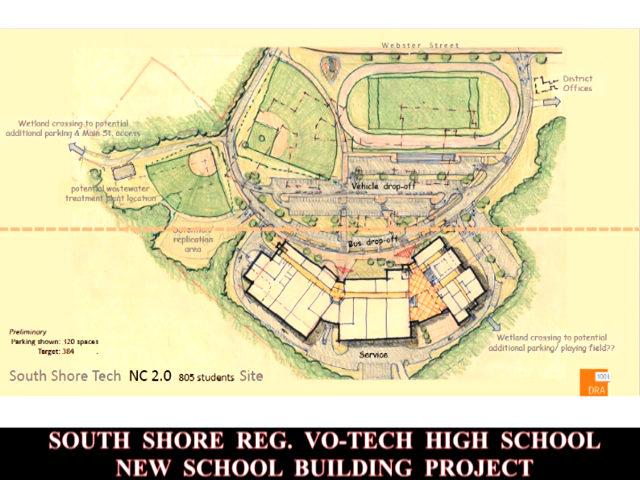 Webster Street
District
Offices
Wetland crossing to potential
additional parking & Main St. access
Vehicle drop-off
potential wastewater
treatment plant location
replication
area
Bus drop-off
Preliminary
Parking shown: 120 spaces
Target: 384
Wetland crossing to potential
additional parking/ playing field??
Service
South Shore Tech NC 2.0 805 students Site
DRA
SOUTH SHORE REG. VO-TECH HIGH SCHOOL
NEW SCHOOL BUILDING PROJECT